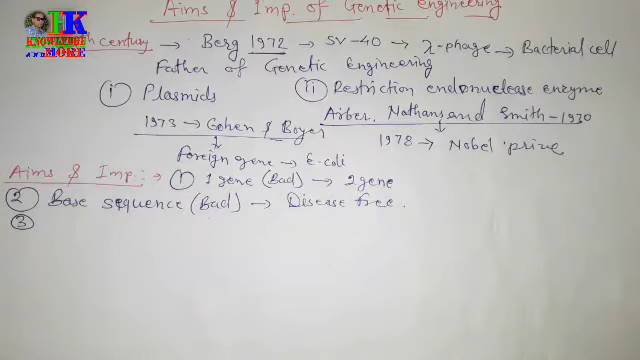 Aims & Imp. of Genetic engineering
TK
KNOWLEDGE
MORE
century → Berg 1972 → SV-40 → λ-phage → Bacterial cell
Father of Genetic Engineering
i Plasmids
ii Restriction endonuclease enzyme
1973 → Cohen & Boyer
Arber, Nathans and Smith - 1930
Foreign gene → E-coli
1978 → Nobel prize
Aims & Imp: → 1 1 gene (Bad) → 2 gene
2 Base sequence (Bad) → Disease free.
3